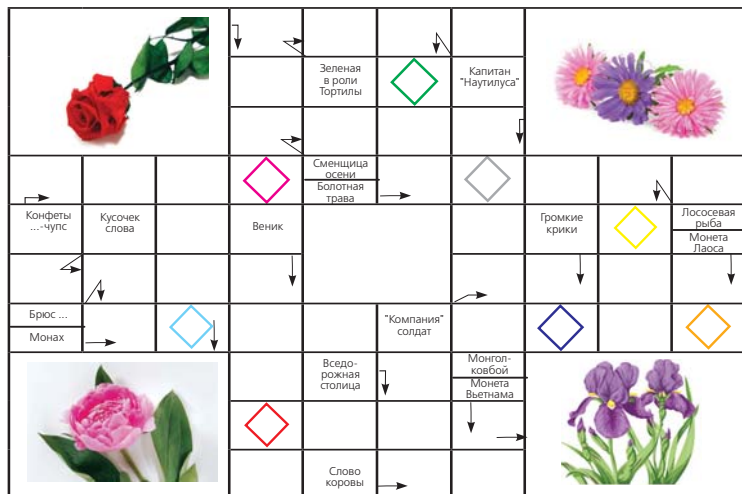 Зеленая
в роли
Тортилы
Капитан
"Наутилуса"
Сменщица
осени
Болотная
трава
Конфеты
...-чупс
Кусочек
слова
Веник
Громкие
крики
Лососевая
рыба
Монета
Лаоса
Брюс ...
Монах
"Компания"
солдат
Вседо-
рожная
столица
Монгол-
ковбой
Монета
Вьетнама
Слово
коровы